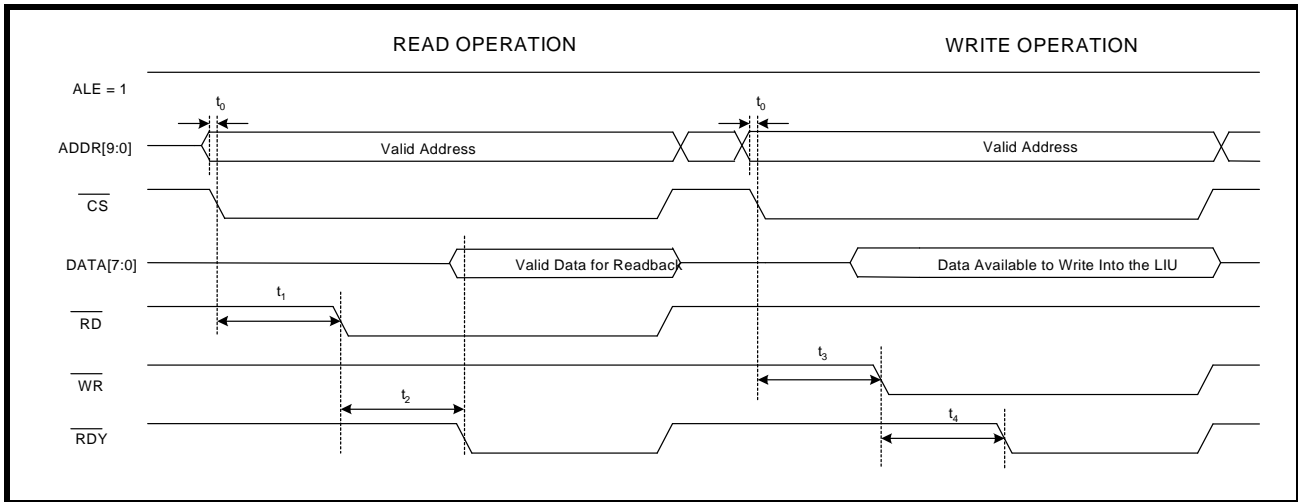 READ OPERATION WRITE OPERATION
ALE = 1
t0 t0
ADDR[9:0] Valid Address Valid Address
CS
DATA[7:0] Valid Data for Readback Data Available to Write Into the LIU
t1
RD
t3
WR
t2 t4
RDY